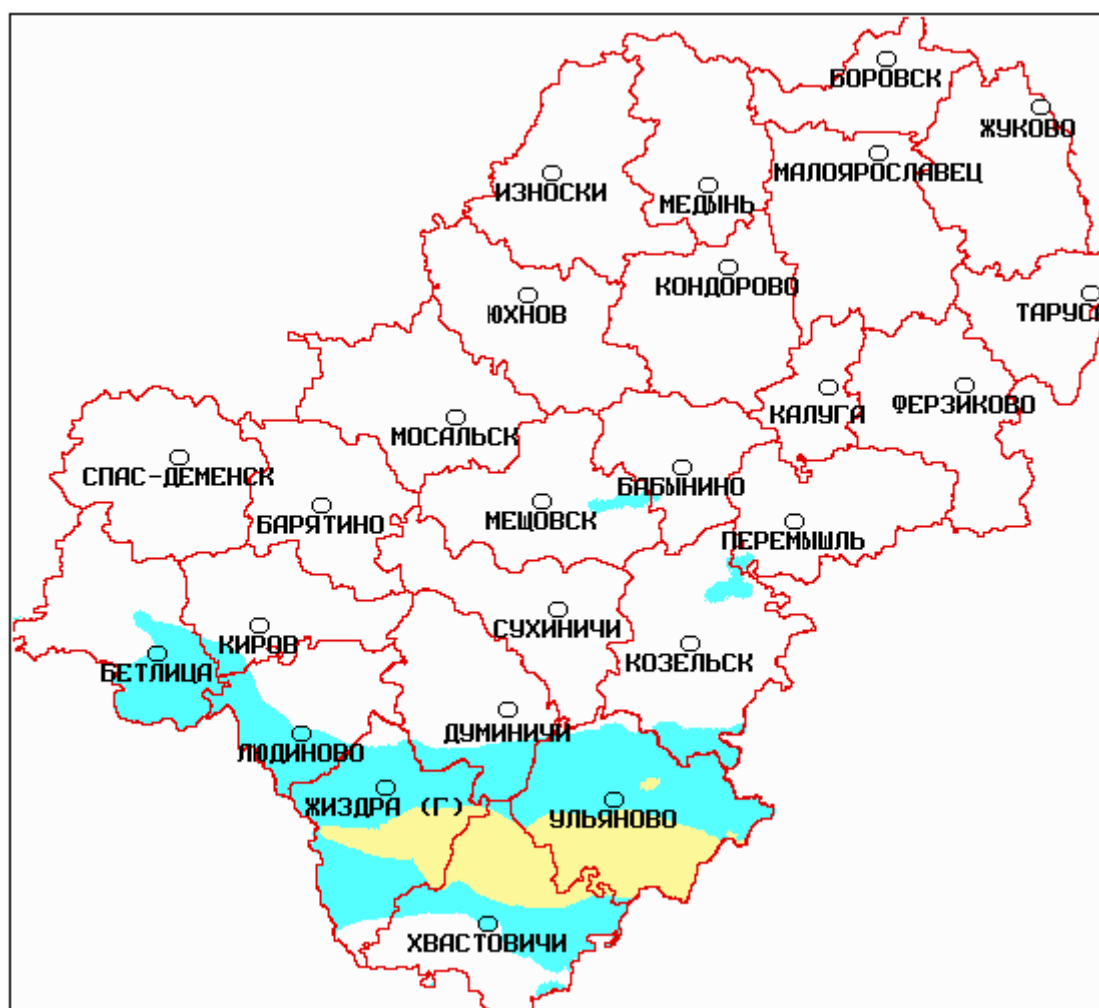 БОРОВСК
ЖУКОВО
МАЛОЯРОСЛАВЕЦ
ИЗНОСКИ
МЕДЫНЬ
КОНДОРОВО
ЮХНОВ
ТАРУСА
КАЛУГА
ФЕРЗИКОВО
МОСАЛЬСК
СПАС-ДЕМЕНСК
БАБЫНИНО
БАРЯТИНО
МЕЩОВСК
ПЕРЕМЫШЛЬ
СУХИНИЧИ
КИРОВ
КОЗЕЛЬСК
БЕТЛИЦА
ДУМИНИЧИ
ЛЮДИНОВО
ЖИЗДРА (Г)
УЛЬЯНОВО
ХВАСТОВИЧИ